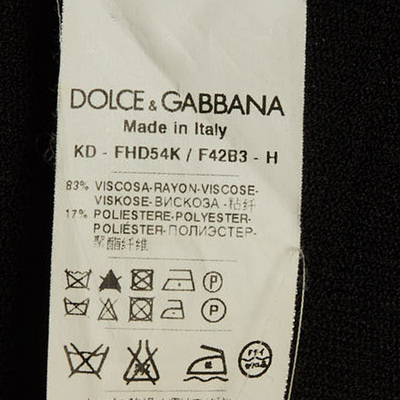 DOLCE & GABBANA
Made in Italy
KD - FHD54K / F42B3 - H
83% VISCOSA-RAYON-VISCOSE-
VISKOSE-ВИСКОЗА-粘纤
17% POLIESTERE-POLYESTER-
POLIÉSTER-ПОЛИЭСТЕР-
聚酯纤维
P
P